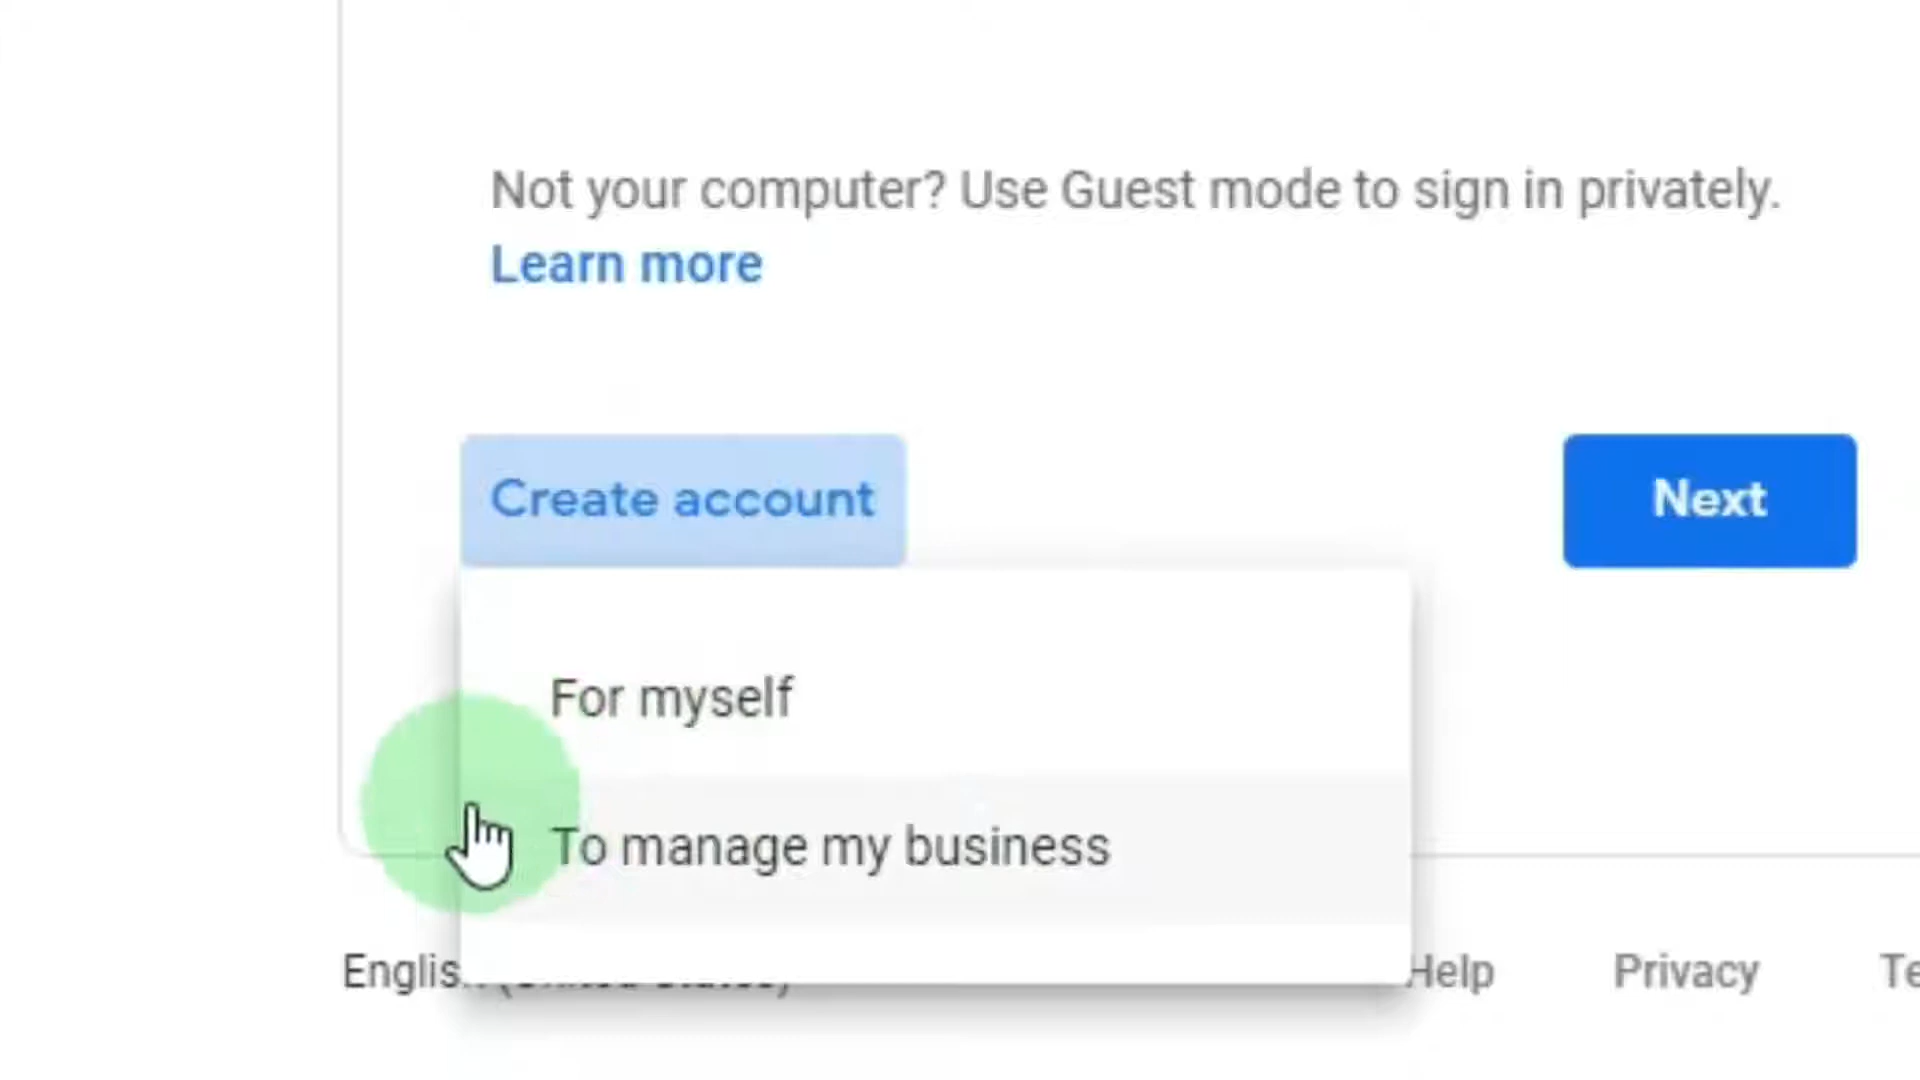 Not your computer? Use Guest mode to sign in privately.
Learn more
Create account
Next
For myself
To manage my business
Help
Privacy